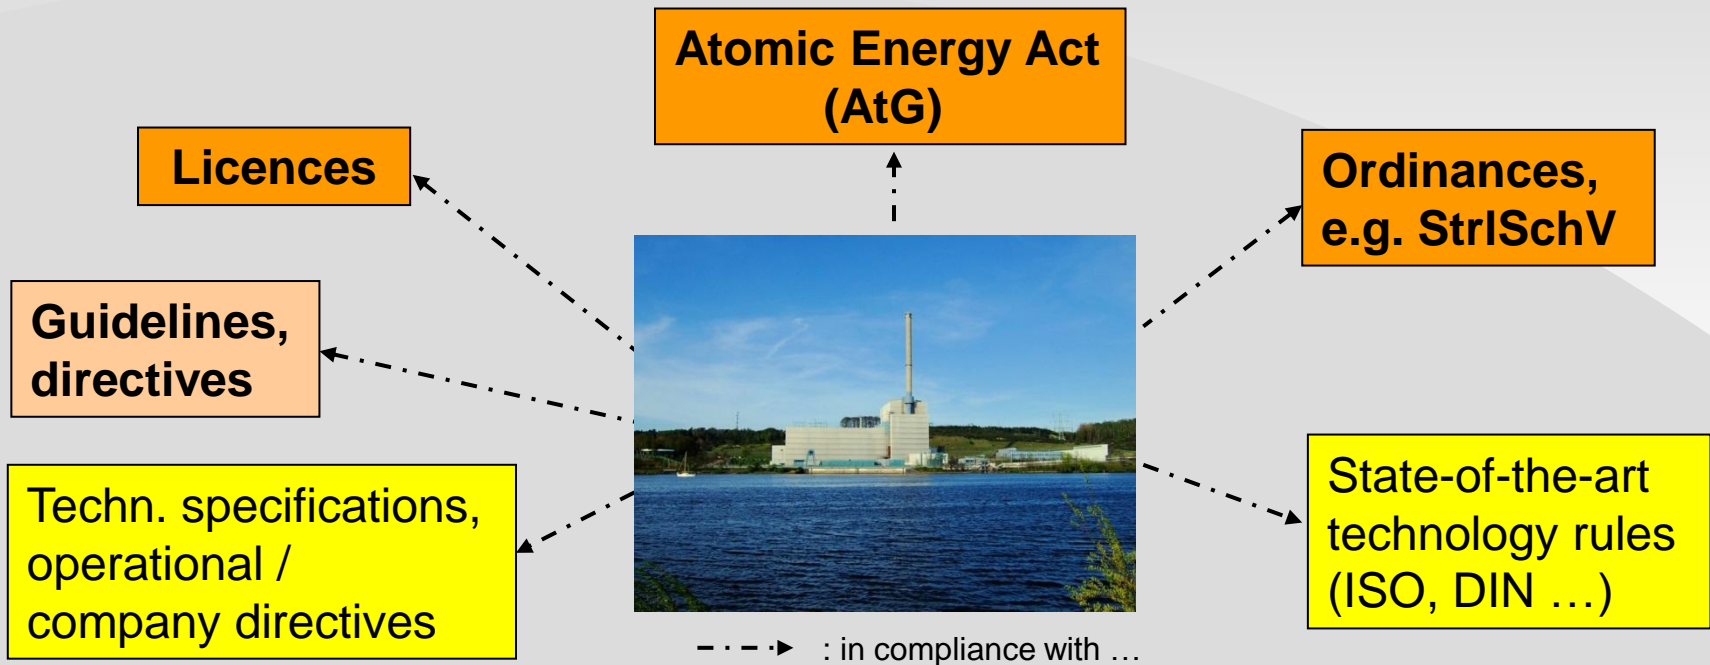 Atomic Energy Act
(AtG)
Licences
Ordinances,
e.g. StrlSchV
Guidelines,
directives
Techn. specifications,
operational /
company directives
State-of-the-art
technology rules
(ISO, DIN …)
: in compliance with …